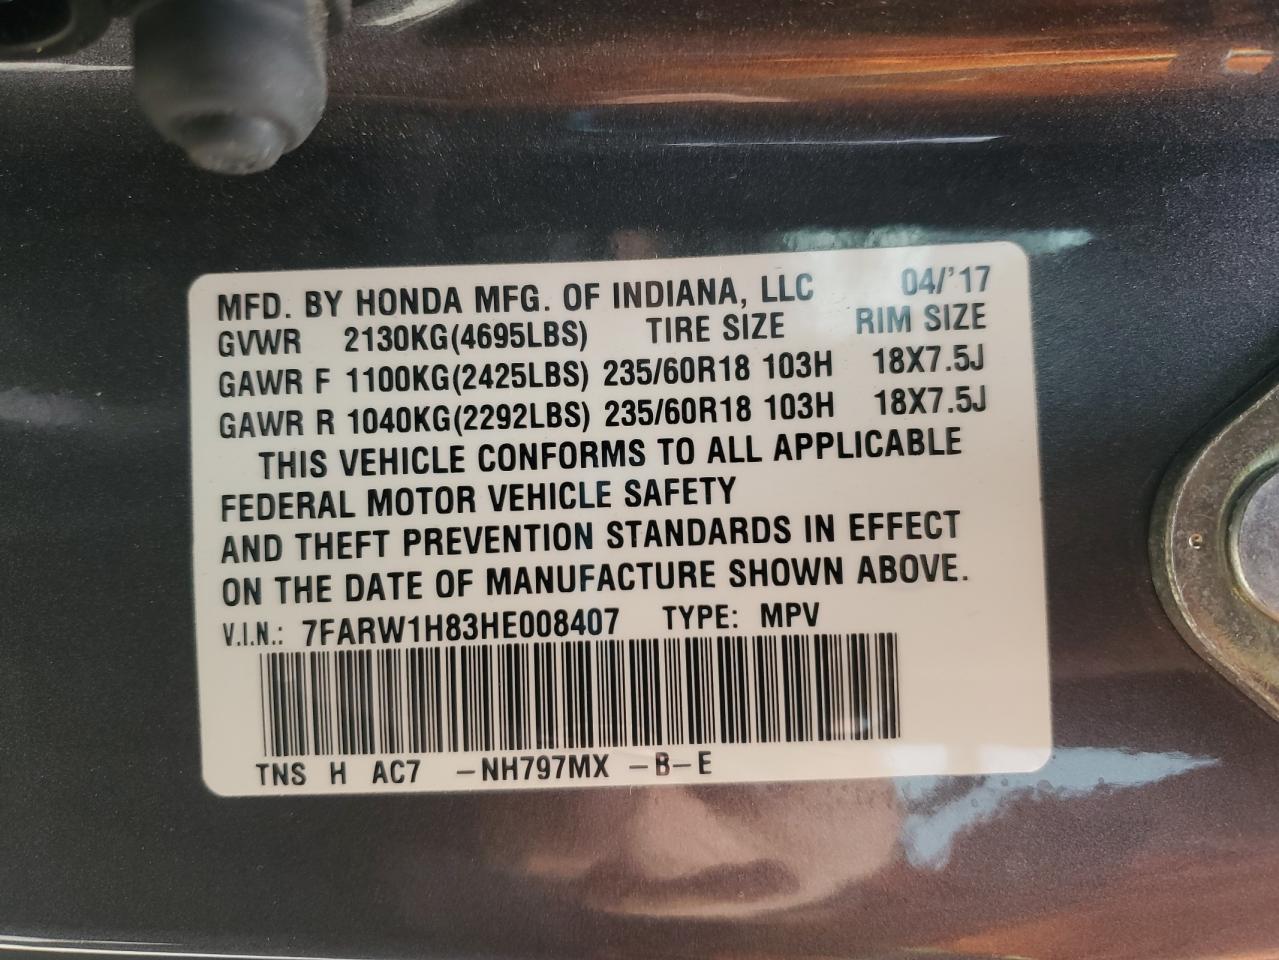 MFD. BY HONDA MFG. OF INDIANA, LLC 04/'17
GVWR 2130KG(4695LBS) TIRE SIZE RIM SIZE
GAWR F 1100KG(2425LBS) 235/60R18 103H 18X7.5J
GAWR R 1040KG(2292LBS) 235/60R18 103H 18X7.5J
THIS VEHICLE CONFORMS TO ALL APPLICABLE
FEDERAL MOTOR VEHICLE SAFETY
AND THEFT PREVENTION STANDARDS IN EFFECT
ON THE DATE OF MANUFACTURE SHOWN ABOVE.
V.I.N.: 7FARW1H83HE008407 TYPE: MPV
TNS H AC7 -NH797MX -B-E